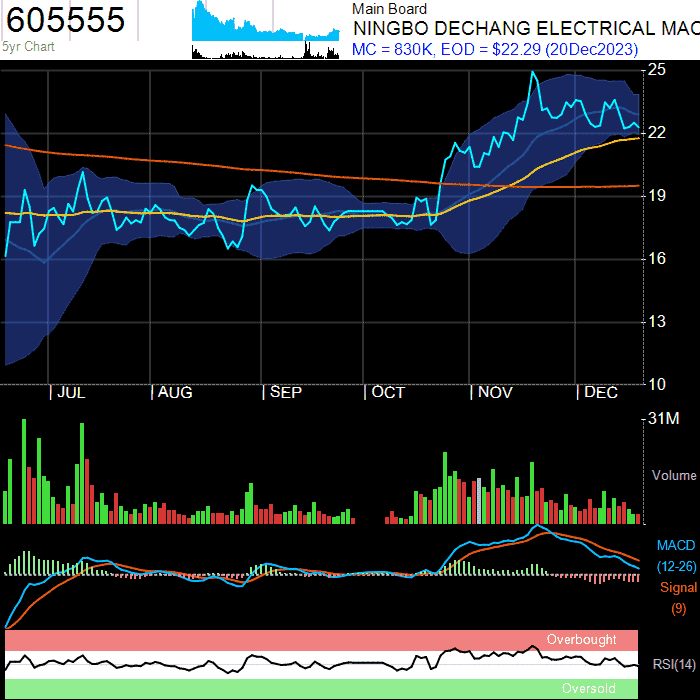 605555
5yr Chart
Main Board
NINGBO DECHANG ELECTRICAL MAC
MC = 830K, EOD = $22.29 (20Dec2023)
25
22
19
16
13
10
JUL
AUG
SEP
OCT
NOV
DEC
31M
Volume
MACD
(12-26)
Signal
(9)
Overbought
RSI(14)
Oversold